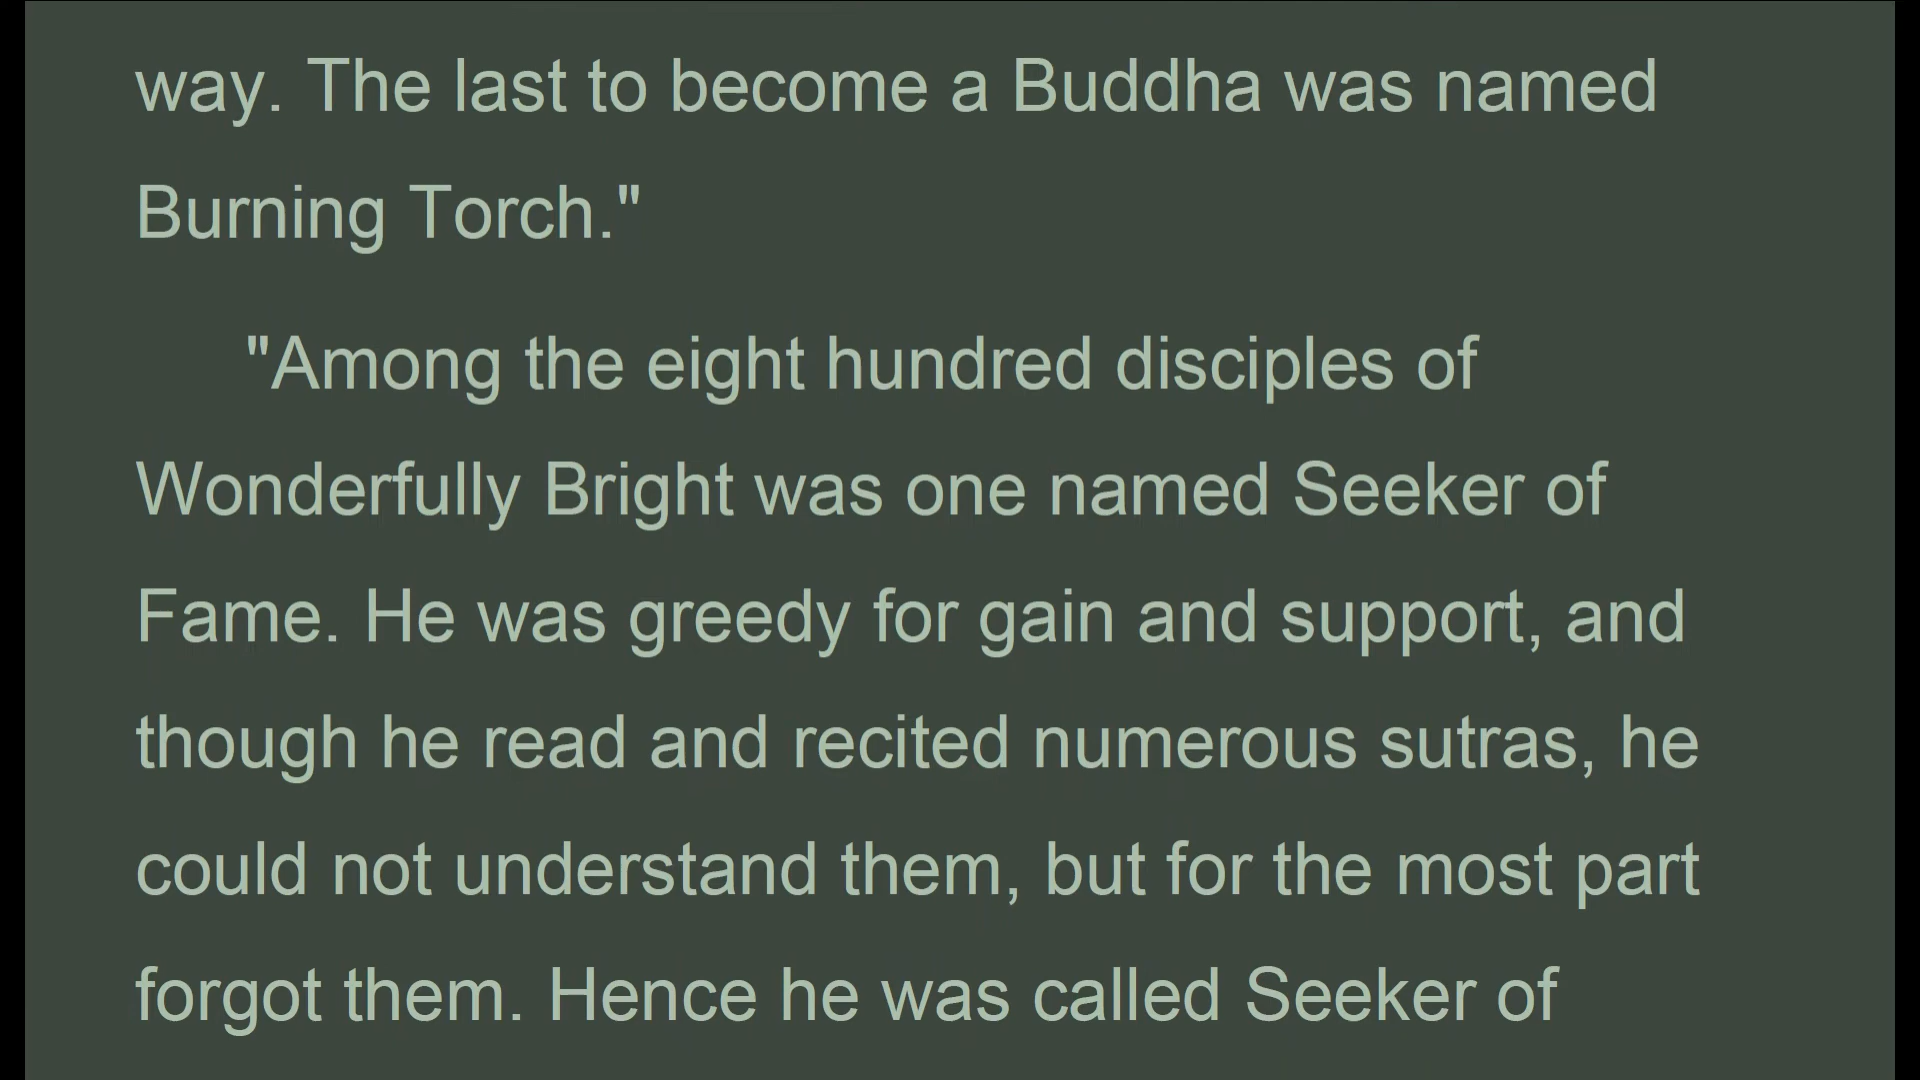 way. The last to become a Buddha was named
Burning Torch."
"Among the eight hundred disciples of
Wonderfully Bright was one named Seeker of
Fame. He was greedy for gain and support, and
though he read and recited numerous sutras, he
could not understand them, but for the most part
forgot them. Hence he was called Seeker of